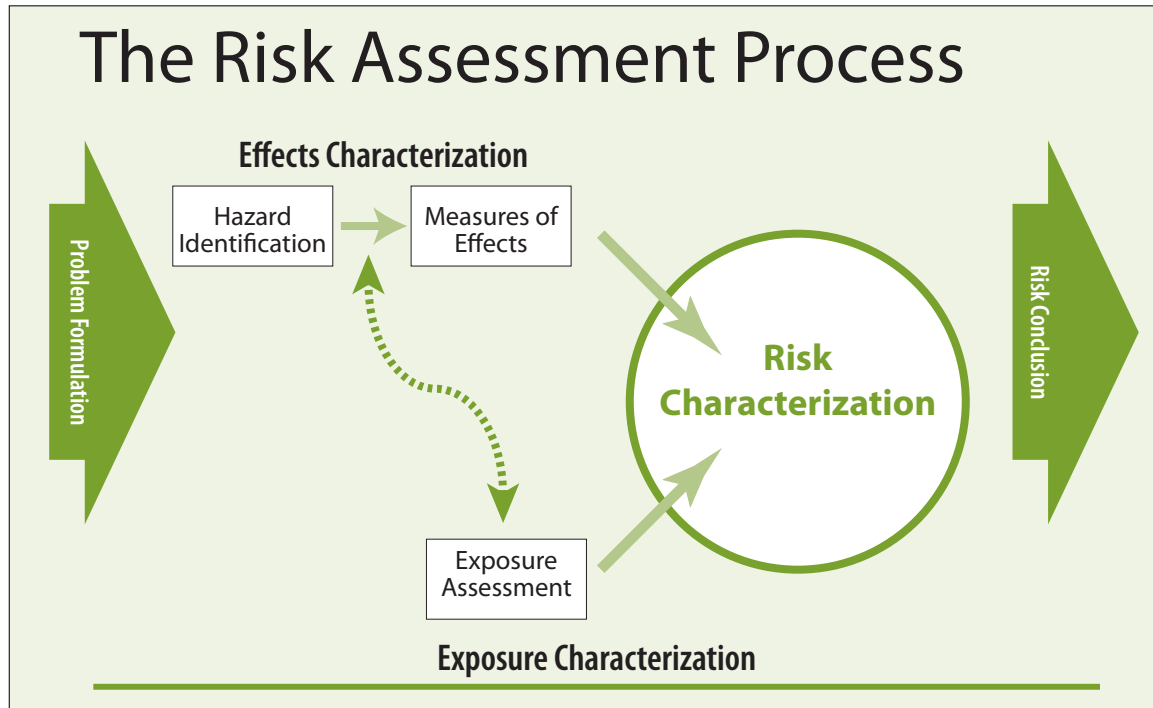 The Risk Assessment Process
Effects Characterization
Problem Formulation
Hazard
Identification
Measures of
Effects
Risk
Characterization
Risk Conclusion
Exposure
Assessment
Exposure Characterization